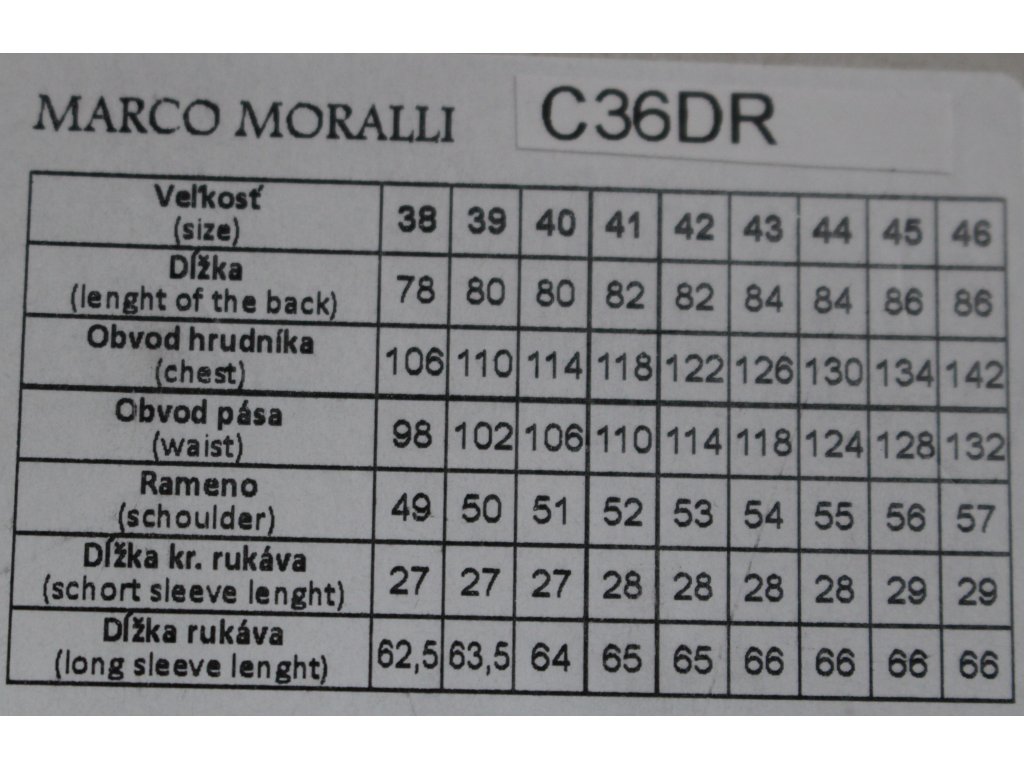 MARCO MORALLI C36DR
Veľkosť
(size) 38 39 40 41 42 43 44 45 46
Dĺžka
(lenght of the back) 78 80 80 82 82 84 84 86 86
Obvod hrudníka
(chest) 106 110 114 118 122 126 130 134 142
Obvod pása
(waist) 98 102 106 110 114 118 124 128 132
Rameno
(schoulder) 49 50 51 52 53 54 55 56 57
Dĺžka kr. rukáva
(schort sleeve lenght) 27 27 27 28 28 28 28 29 29
Dĺžka rukáva
(long sleeve lenght) 62,5 63,5 64 65 65 66 66 66 66